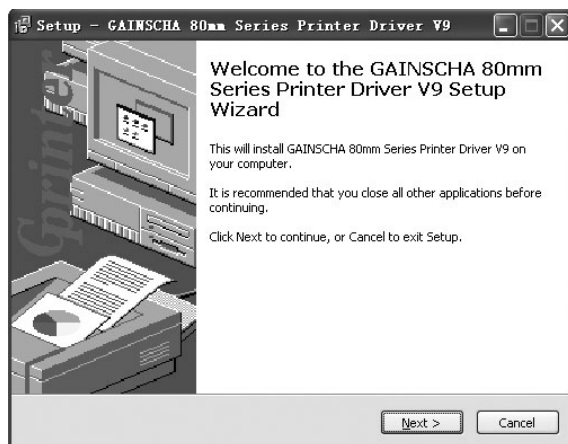 Setup - GAINSCHA 80mm Series Printer Driver V9
Gprinter
Welcome to the GAINSCHA 80mm
Series Printer Driver V9 Setup
Wizard
This will install GAINSCHA 80mm Series Printer Driver V9 on
your computer.
It is recommended that you close all other applications before
continuing.
Click Next to continue, or Cancel to exit Setup.
Next >
Cancel